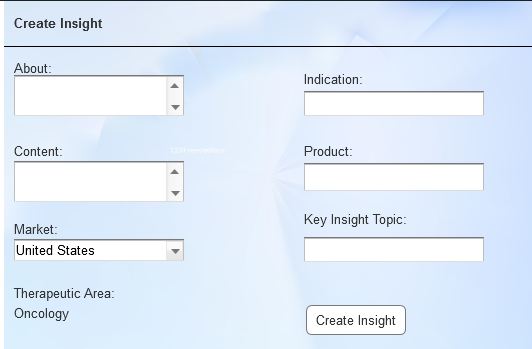 Create Insight
About:
Indication:
Content:
Product:
Market:
United States
Key Insight Topic:
Therapeutic Area:
Oncology
Create Insight